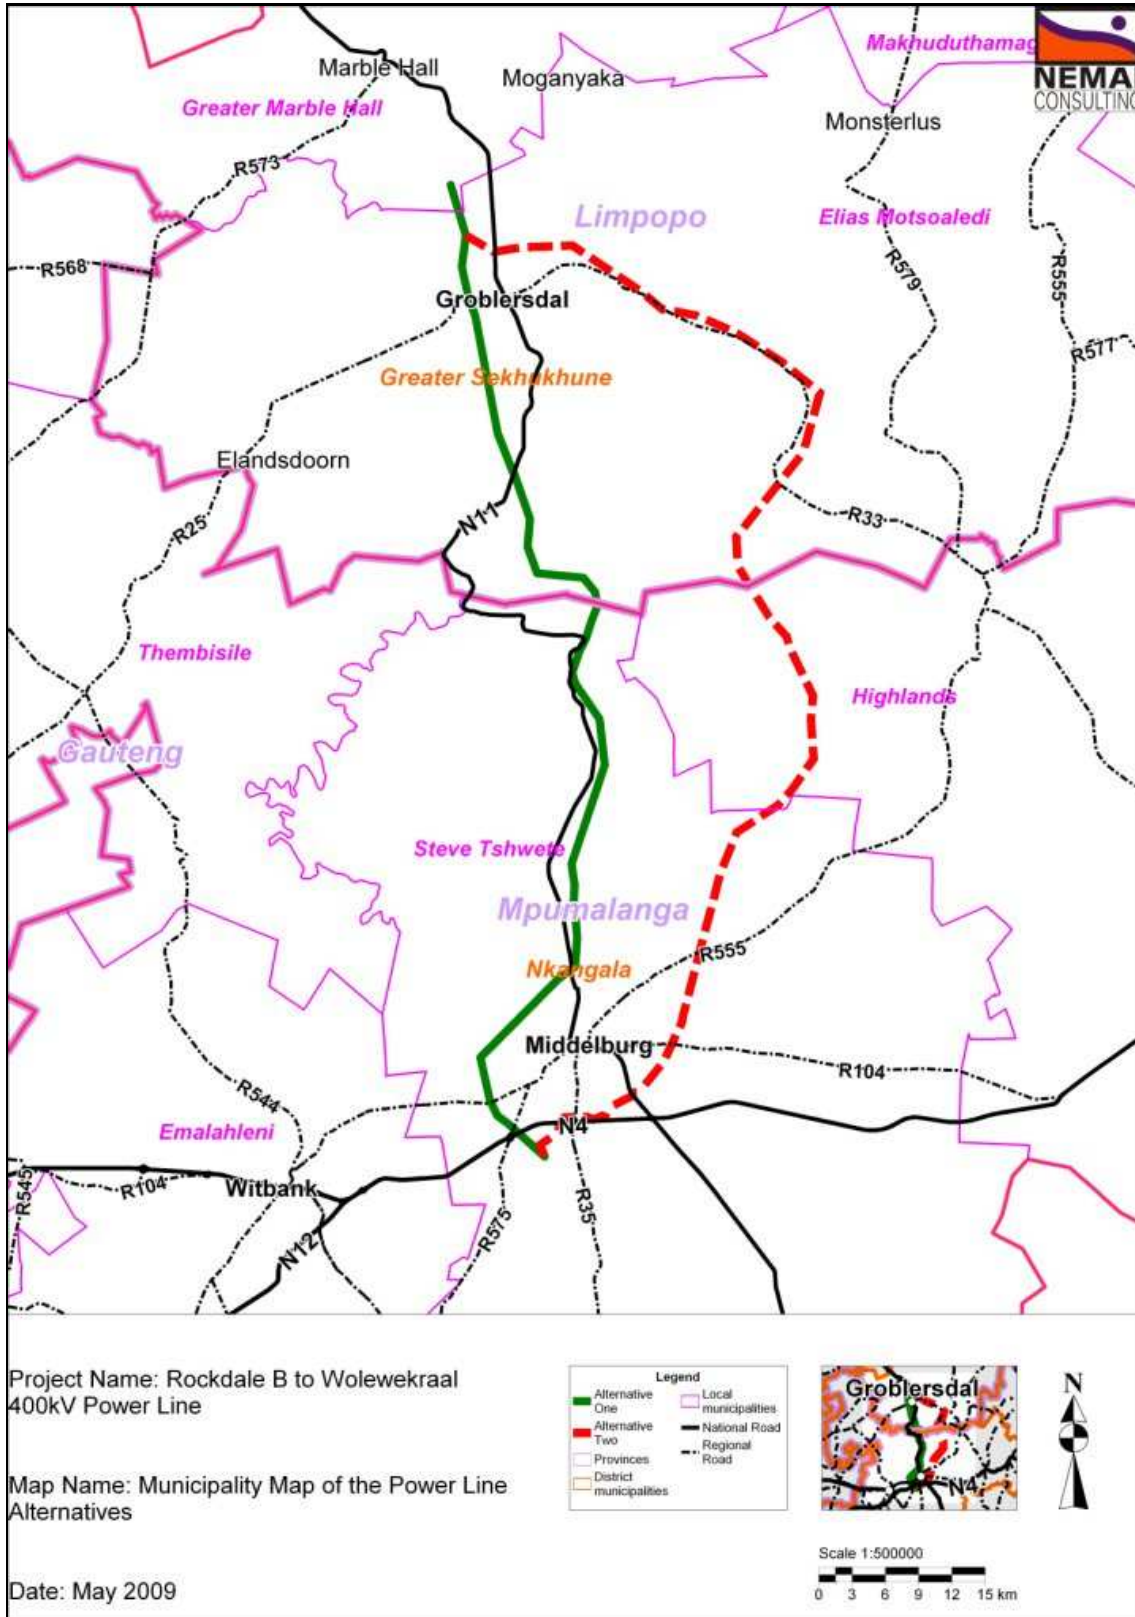 Makhuduthamag
NEMAI
CONSULTING
Marble Hall
Moganyaka
Greater Marble Hall
Monsterlus
R573
Limpopo
Elias Motsoaledi
R568
R579
R555
Groblersdal
R577
Greater Sekhukhune
Elandsdoorn
N11
R33
R25
Thembisile
Highlands
Gauteng
Steve Tshwete
Mpumalanga
R555
Nkangala
Middelburg
R104
R544
Emalahleni
N4
R545
R104
Witbank
R575
R35
N12
Project Name: Rockdale B to Wolewekraal
400kV Power Line
Map Name: Municipality Map of the Power Line
Alternatives
Date: May 2009
Legend
Alternative
One
Alternative
Two
Provinces
District
municipalities
Local
municipalities
National Road
Regional
Road
Groblersdal
N4
N
Scale 1:500000
0 3 6 9 12 15 km